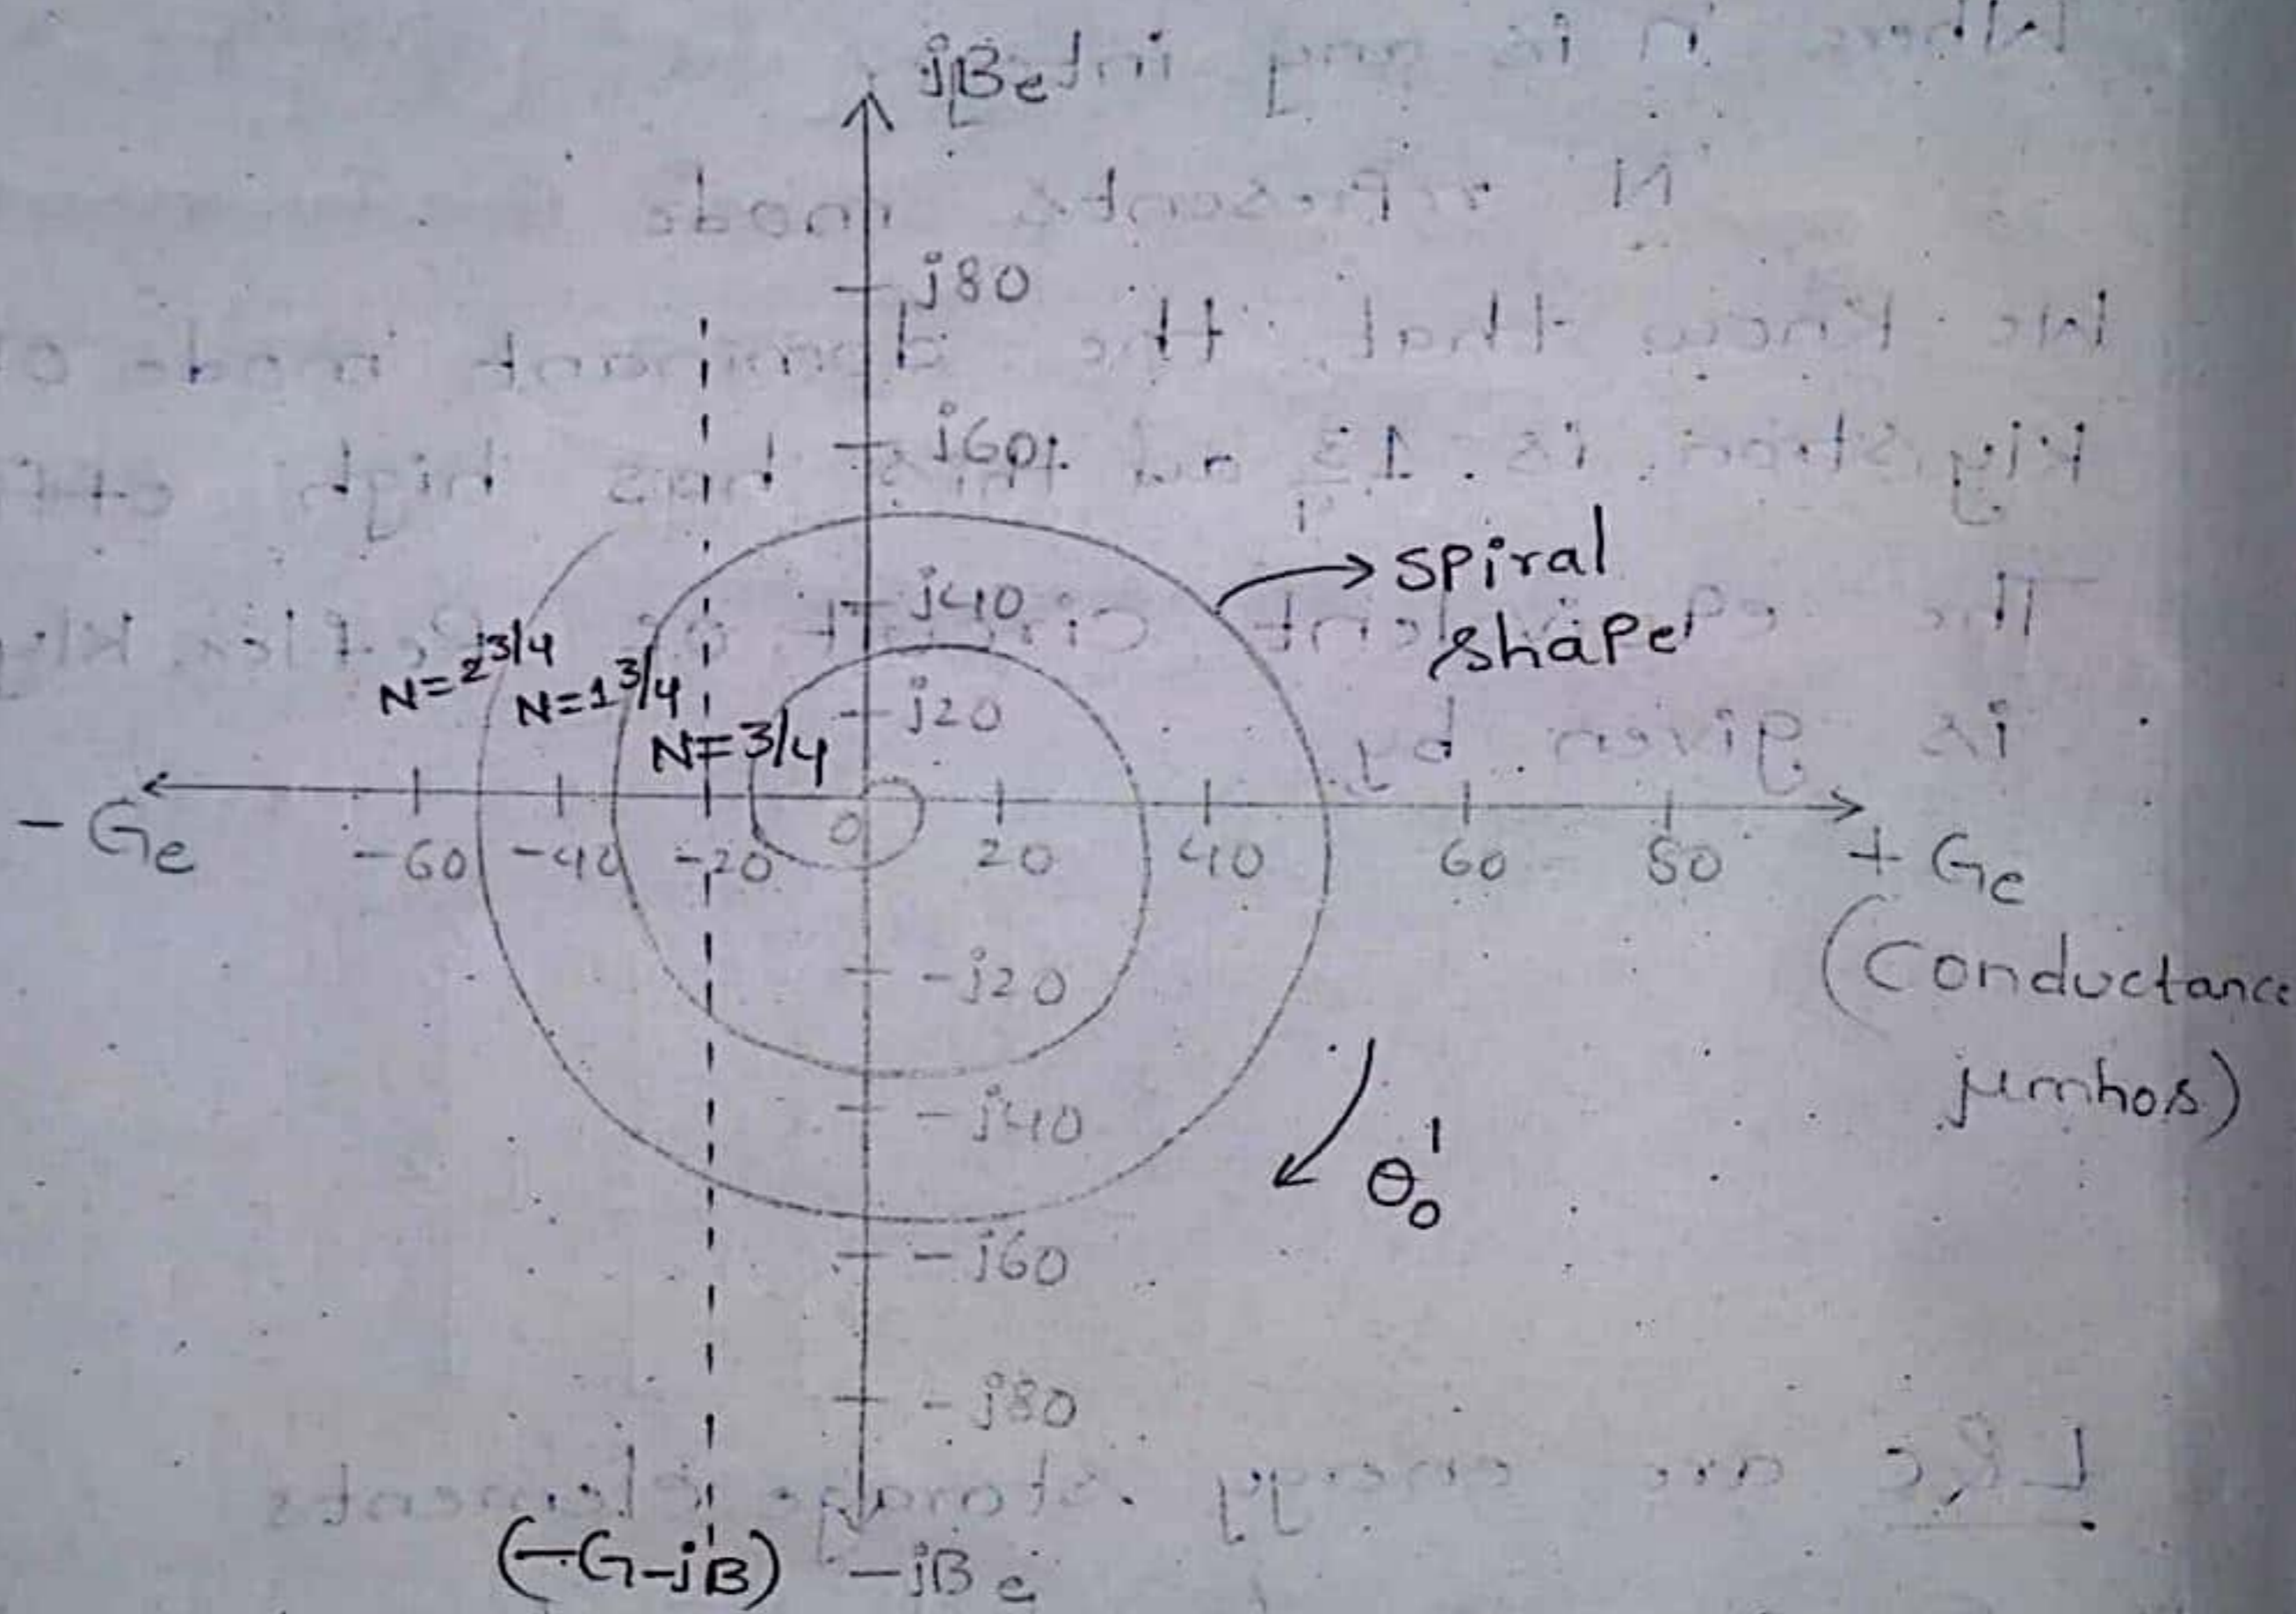 jBe
j80
j60
j40
→ spiral
shape
N=2 3/4
N=1 3/4
j20
N=3/4
-Ge
-60
-40
-20
0
20
40
60
80
+Ge
(Conductance
μmhos)
-j20
-j40
θ₀'
-j60
-j80
(-G-jB)
-jBe